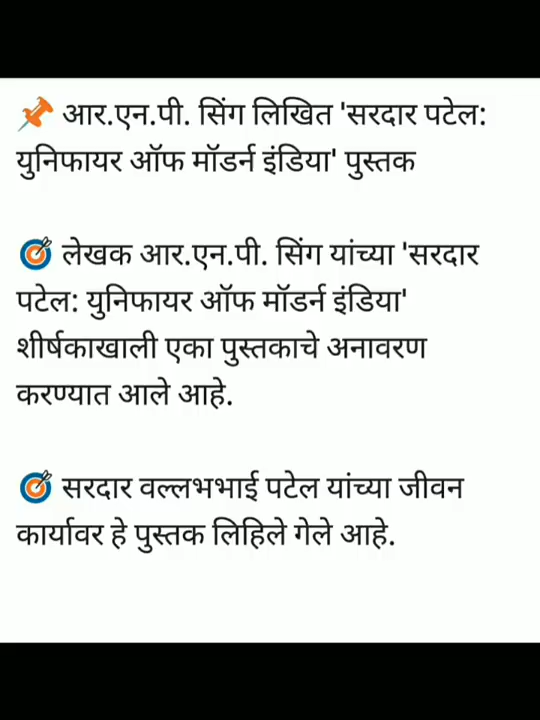 📌 आर.एन.पी. सिंग लिखित 'सरदार पटेल:
युनिफायर ऑफ मॉडर्न इंडिया' पुस्तक
🎯 लेखक आर.एन.पी. सिंग यांच्या 'सरदार
पटेल: युनिफायर ऑफ मॉडर्न इंडिया'
शीर्षकाखाली एका पुस्तकाचे अनावरण
करण्यात आले आहे.
🎯 सरदार वल्लभभाई पटेल यांच्या जीवन
कार्यावर हे पुस्तक लिहिले गेले आहे.